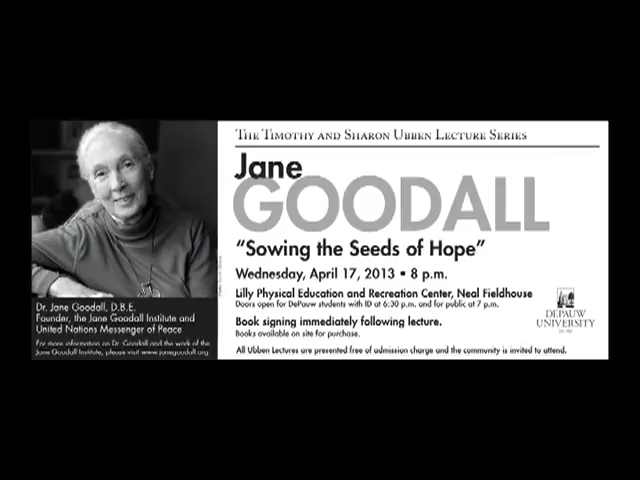 THE TIMOTHY AND SHARON UBBEN LECTURE SERIES
Jane
GOODALL
“Sowing the Seeds of Hope”
Wednesday, April 17, 2013 • 8 p.m.
Lilly Physical Education and Recreation Center, Neal Fieldhouse
Doors open for DePauw students with ID at 6:30 p.m. and for public at 7 p.m.
Book signing immediately following lecture.
Books available on site for purchase.
All Ubben Lectures are presented free of admission charge and the community is invited to attend.
DEPAUW
UNIVERSITY
Dr. Jane Goodall, D.B.E.
Founder, the Jane Goodall Institute and
United Nations Messenger of Peace
For more information on Dr. Goodall and the work of the
Jane Goodall Institute, please visit www.janegoodall.org